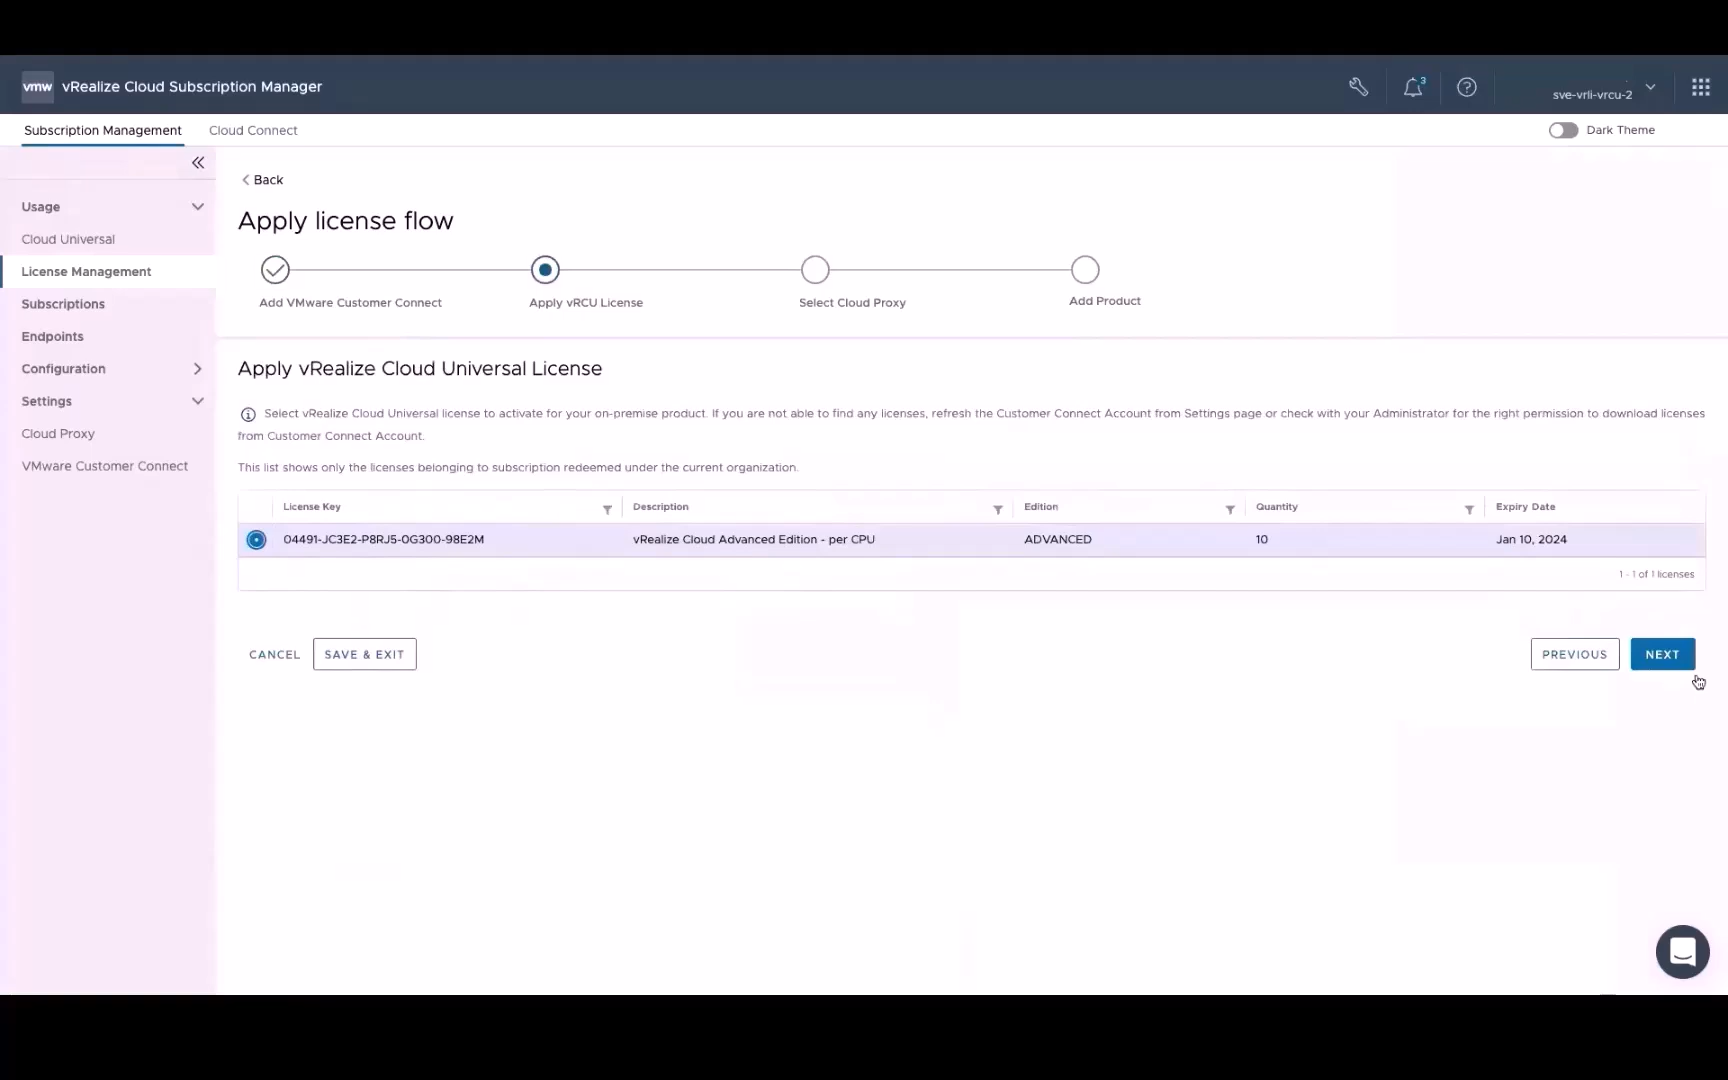 vmw vRealize Cloud Subscription Manager
3
sve-vrli-vrcu-2
Subscription Management
Cloud Connect
Dark Theme
Usage
Cloud Universal
License Management
Subscriptions
Endpoints
Configuration
Settings
Cloud Proxy
VMware Customer Connect
Back
Apply license flow
Add VMware Customer Connect
Apply vRCU License
Select Cloud Proxy
Add Product
Apply vRealize Cloud Universal License
Select vRealize Cloud Universal license to activate for your on-premise product. If you are not able to find any licenses, refresh the Customer Connect Account from Settings page or check with your Administrator for the right permission to download licenses
from Customer Connect Account.
This list shows only the licenses belonging to subscription redeemed under the current organization.
License Key Description Edition Quantity Expiry Date
04491-JC3E2-P8RJ5-0G300-98E2M vRealize Cloud Advanced Edition - per CPU ADVANCED 10 Jan 10, 2024
1 - 1 of 1 licenses
CANCEL SAVE & EXIT PREVIOUS NEXT